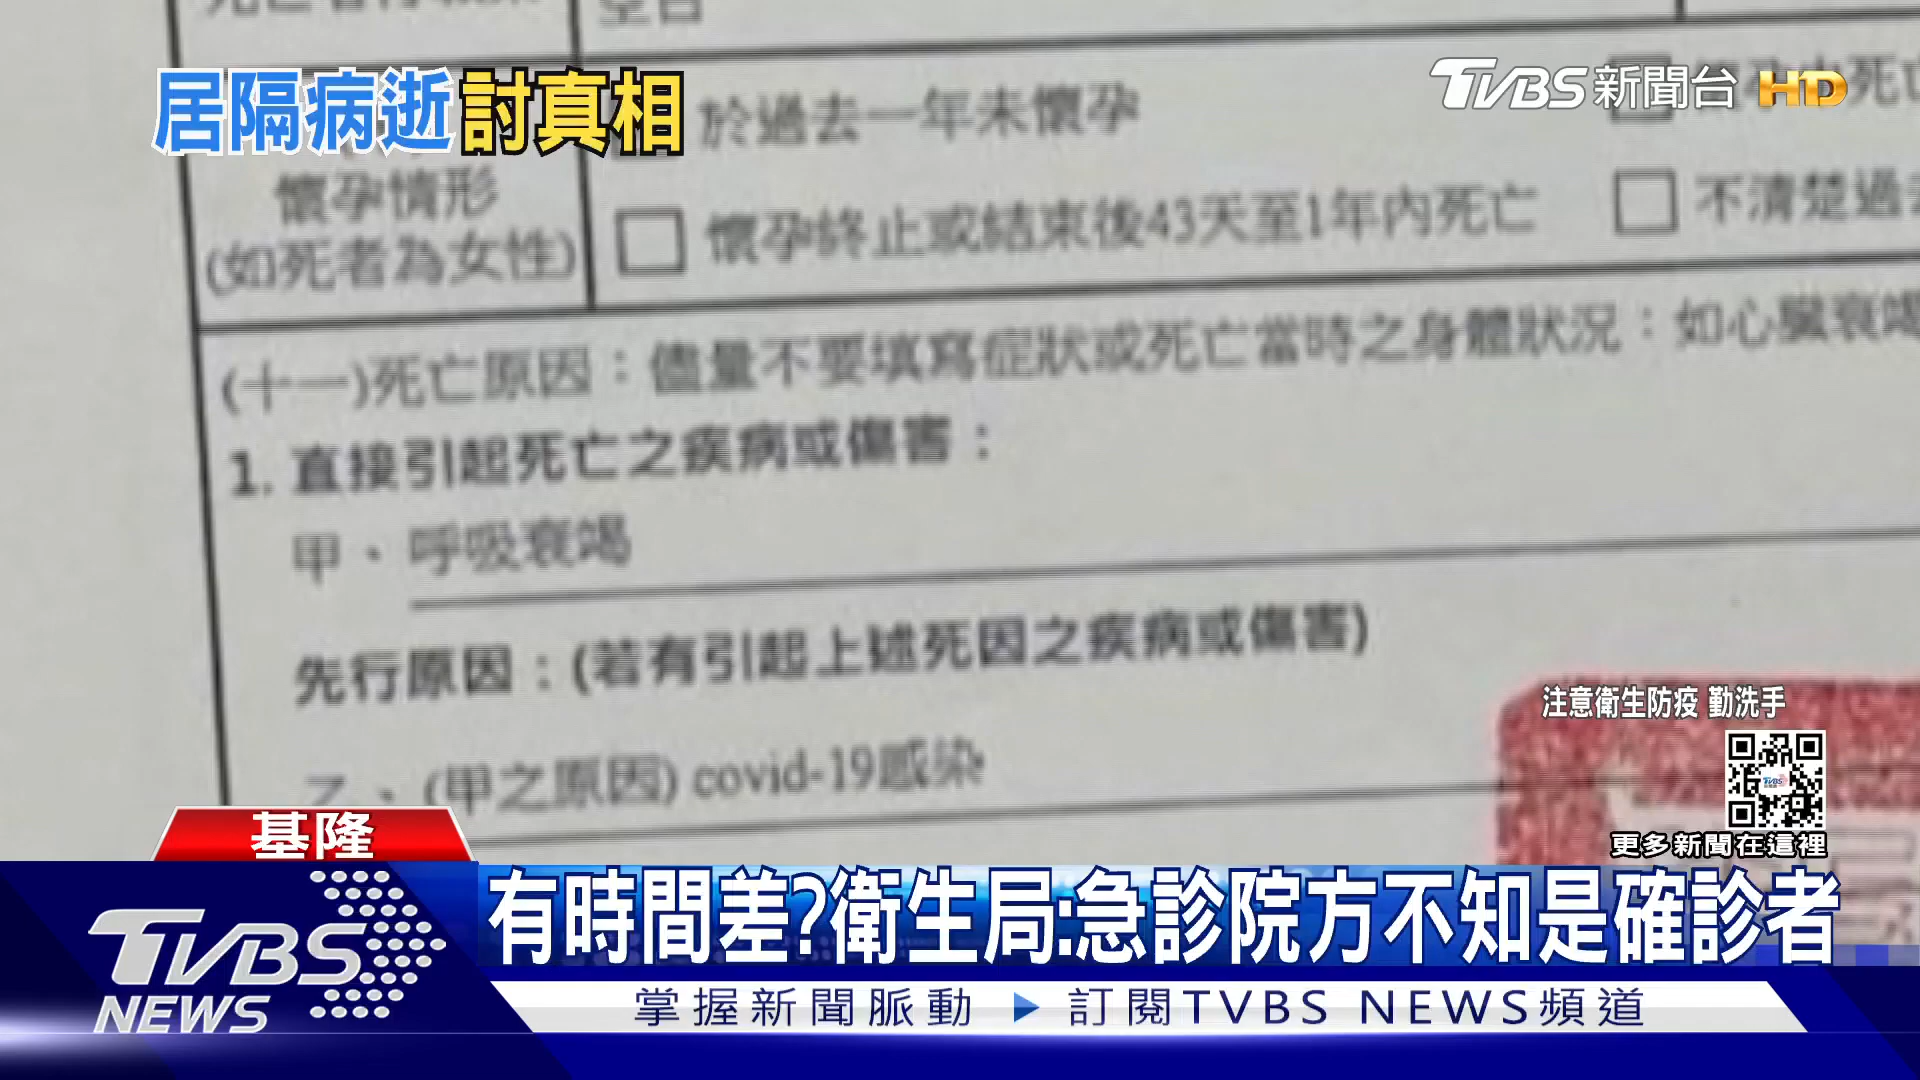 居隔病逝 討真相
TVBS新聞台 HD
於過去一年未懷孕
懷孕情形
(如死者為女性)
懷孕終止或結束後43天至1年內死亡
不清楚過
(十一)死亡原因：儘量不要填寫症狀或死亡當時之身體狀況：如心臟衰竭
1. 直接引起死亡之疾病或傷害：
甲、呼吸衰竭
先行原因：(若有引起上述死因之疾病或傷害)
乙、(甲之原因) covid-19感染
注意衛生防疫 勤洗手
更多新聞在這裡
基隆
有時間差?衛生局:急診院方不知是確診者
TVBS NEWS
掌握新聞脈動 ▶ 訂閱TVBS NEWS頻道